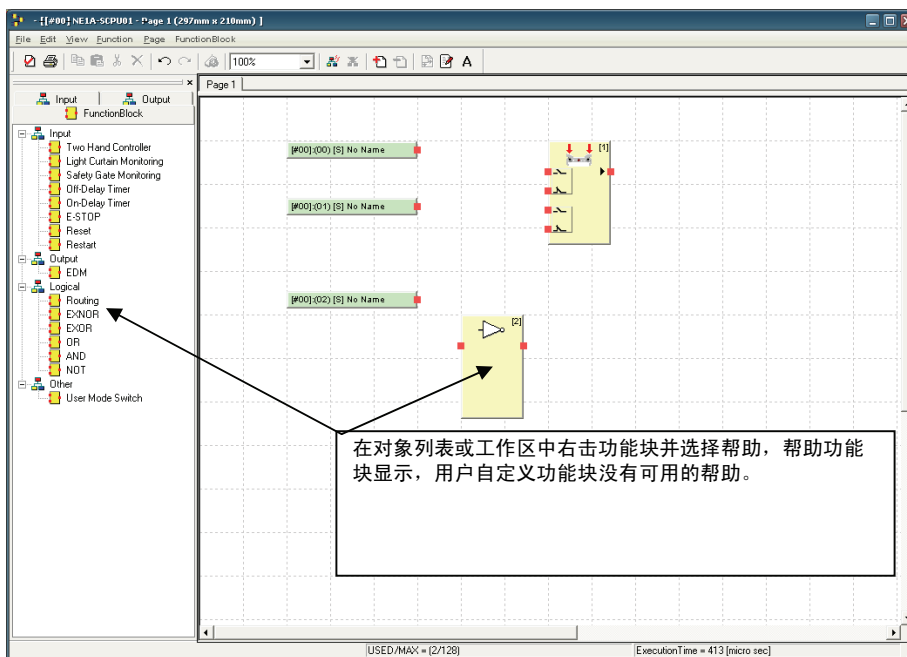 - [[#00] NE1A-SCPU01 - Page 1 (297mm x 210mm) ]
File Edit View Function Page FunctionBlock
100%
A
Page 1
Input
Output
FunctionBlock
Input
Two Hand Controller
Light Curtain Monitoring
Safety Gate Monitoring
Off-Delay Timer
On-Delay Timer
E-STOP
Reset
Restart
Output
EDM
Logical
Routing
EXNOR
EXOR
OR
AND
NOT
Other
User Mode Switch
[#00]:(00) [S] No Name
[1]
[#00]:(01) [S] No Name
[#00]:(02) [S] No Name
[2]
在对象列表或工作区中右击功能块并选择帮助，帮助功能
块显示，用户自定义功能块没有可用的帮助。
USED/MAX = (2/128)
ExecutionTime = 413 [micro sec]